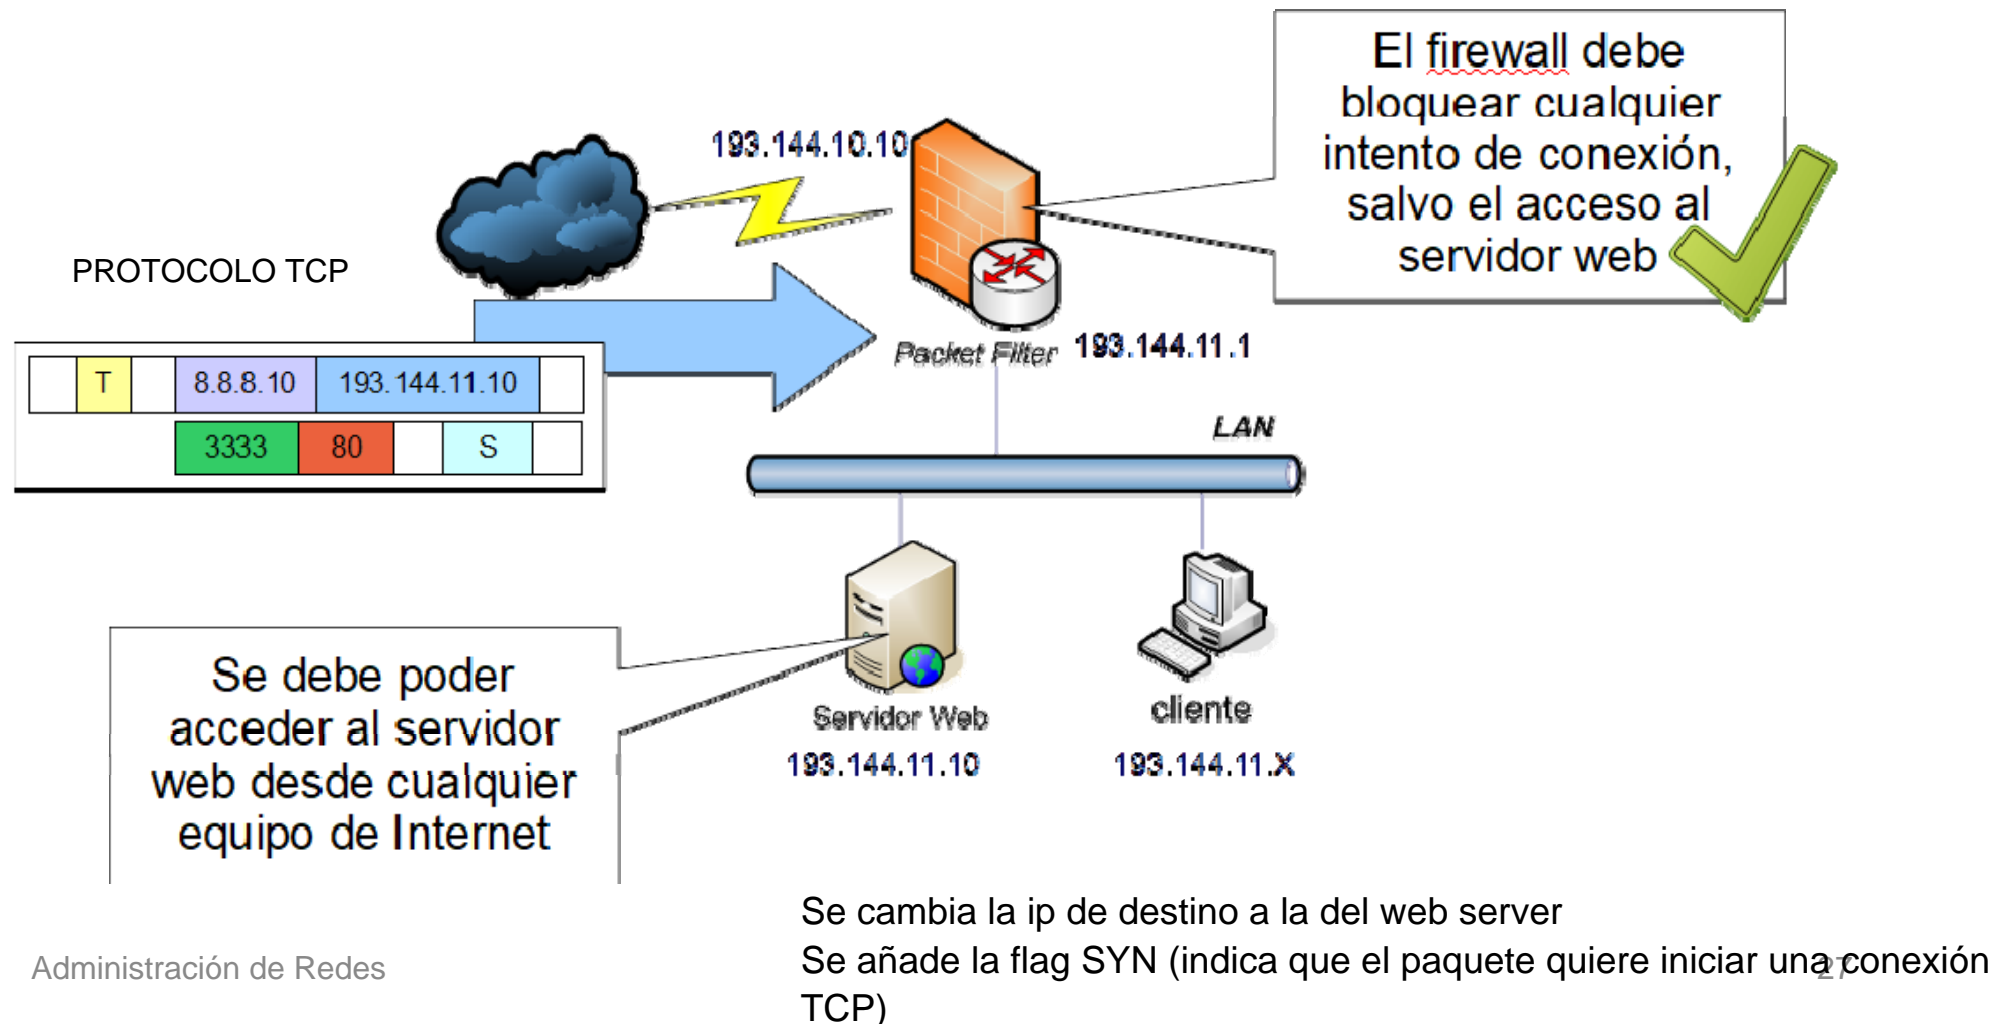 El firewall debe
bloquear cualquier
intento de conexión,
salvo el acceso al
servidor web
193.144.10.10
PROTOCOLO TCP
Packet Filter
193.144.11.1
T
8.8.8.10
193.144.11.10
3333
80
S
LAN
Se debe poder
acceder al servidor
web desde cualquier
equipo de Internet
Servidor Web
193.144.11.10
cliente
193.144.11.X
Se cambia la ip de destino a la del web server
Se añade la flag SYN (indica que el paquete quiere iniciar una conexión
TCP)
Administración de Redes
27